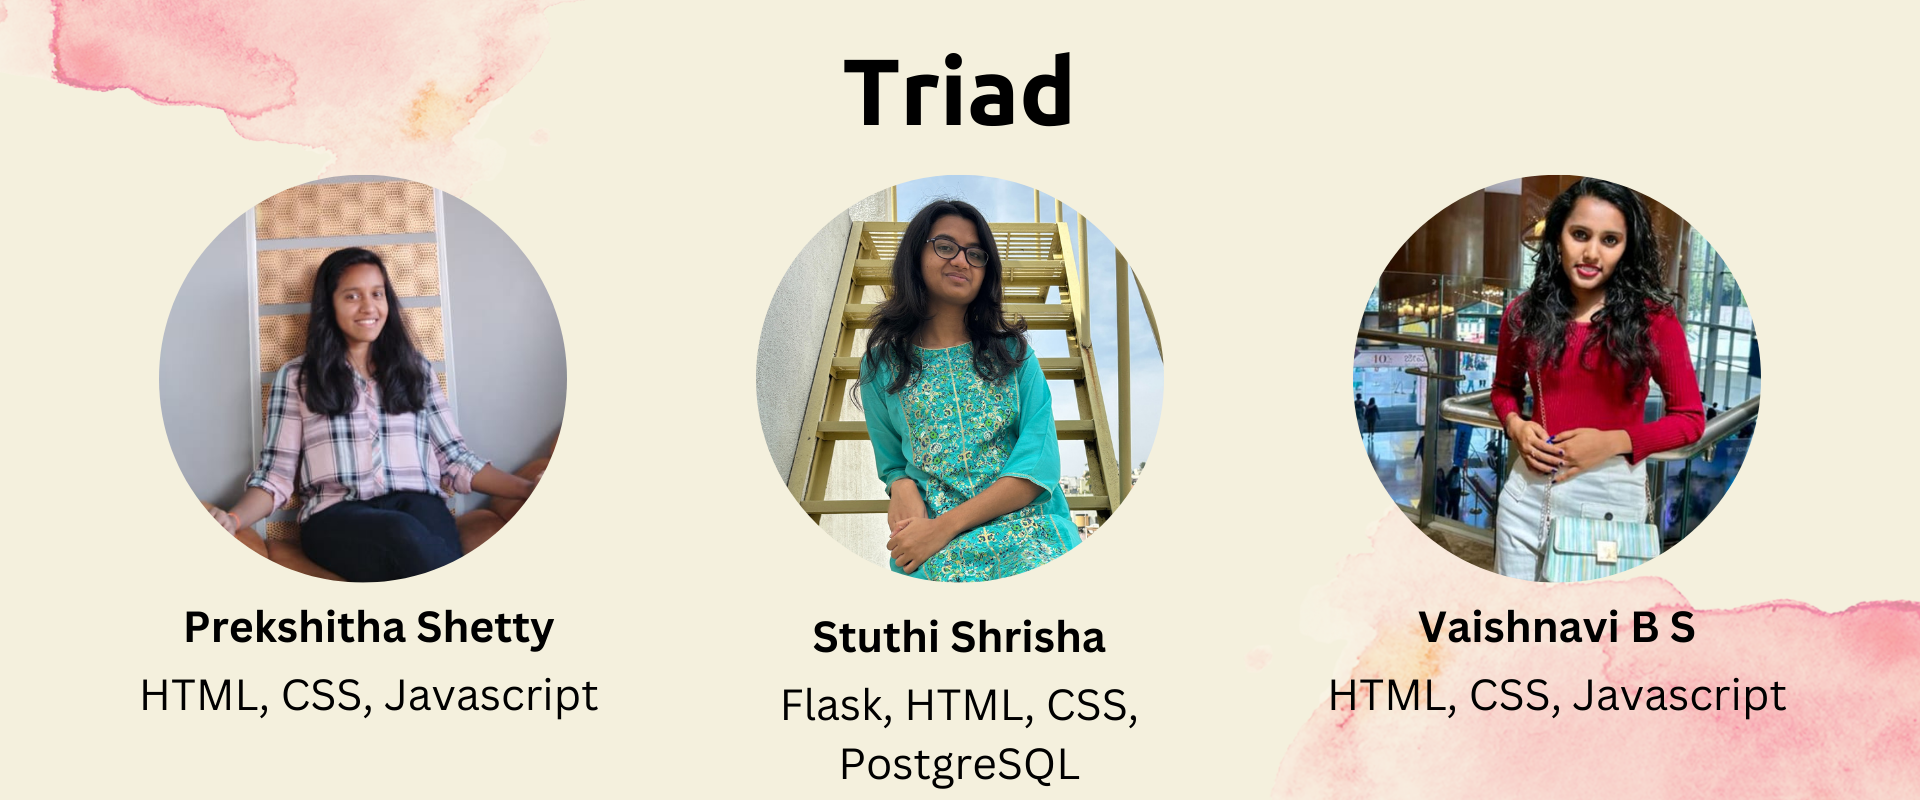 Triad
Prekshitha Shetty
HTML, CSS, Javascript
Stuthi Shrisha
Flask, HTML, CSS,
PostgreSQL
Vaishnavi B S
HTML, CSS, Javascript